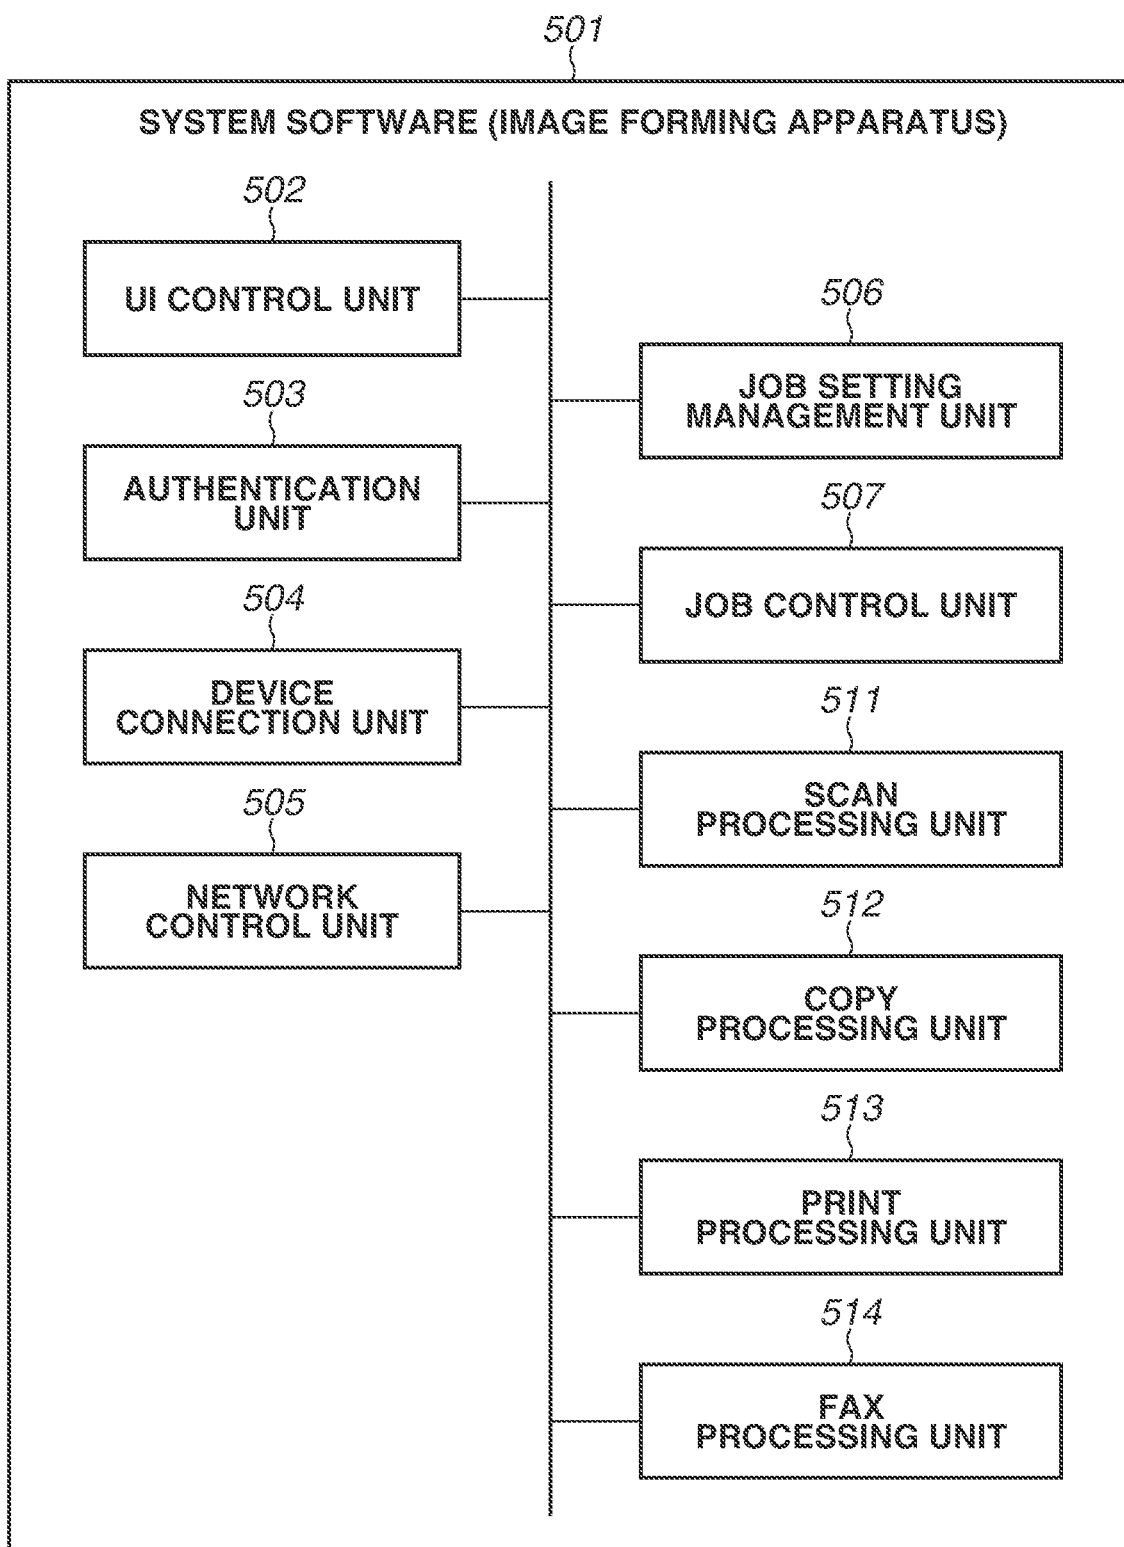 501
SYSTEM SOFTWARE (IMAGE FORMING APPARATUS)
502
UI CONTROL UNIT
503
AUTHENTICATION
UNIT
504
DEVICE
CONNECTION UNIT
505
NETWORK
CONTROL UNIT
506
JOB SETTING
MANAGEMENT UNIT
507
JOB CONTROL UNIT
511
SCAN
PROCESSING UNIT
512
COPY
PROCESSING UNIT
513
PRINT
PROCESSING UNIT
514
FAX
PROCESSING UNIT